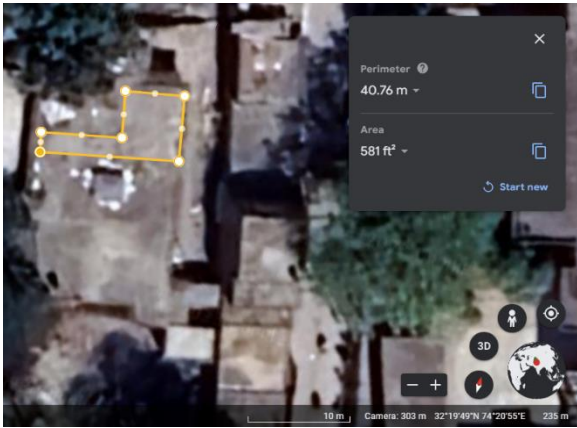 Perimeter
40.76 m
Area
581 ft²
Start new
3D
10 m
Camera: 303 m 32°19'49"N 74°20'55"E 235 m